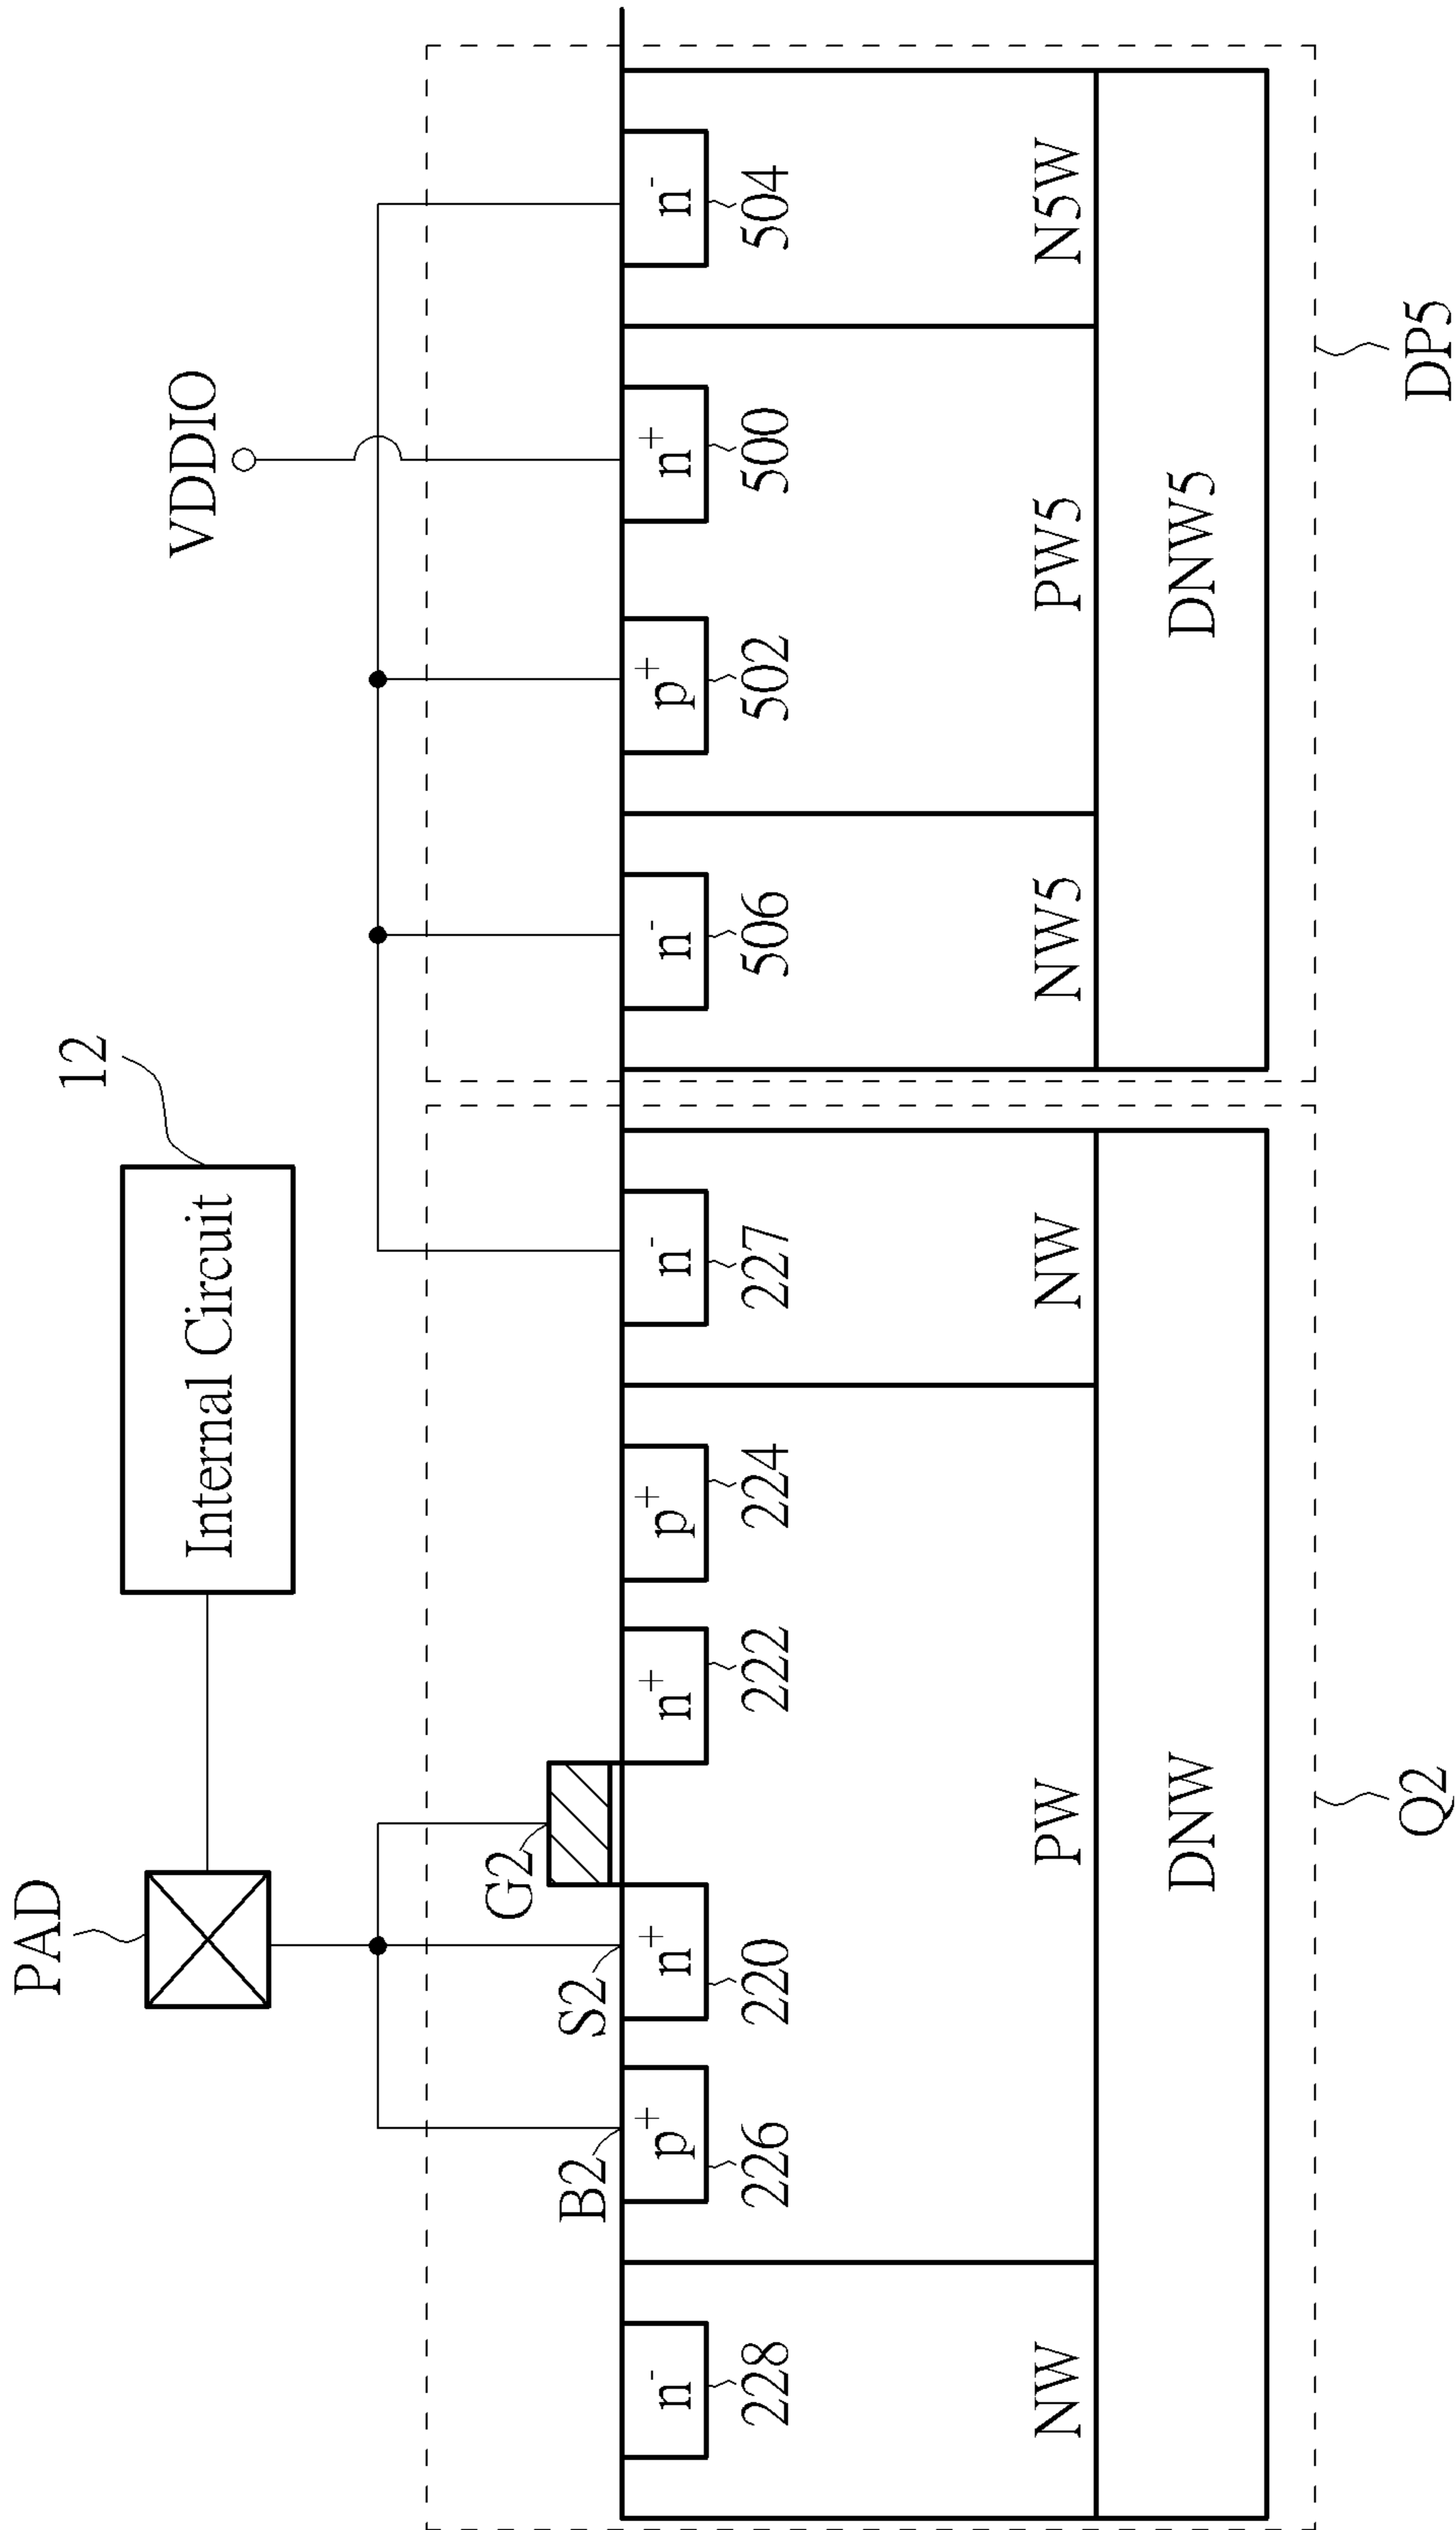 PAD
12
Internal Circuit
VDDIO
G2
B2
S2
n-
p+
n+
n+
p+
n-
n-
p+
n+
n-
228
226
220
222
224
227
506
502
500
504
NW
PW
NW
NW5
PW5
N5W
DNW
DNW5
Q2
DP5